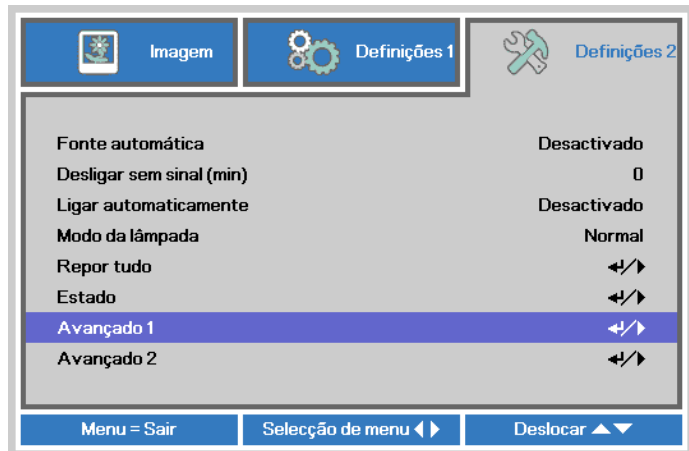 Imagem Definições 1 Definições 2
Fonte automática Desactivado
Desligar sem sinal (min) 0
Ligar automaticamente Desactivado
Modo da lâmpada Normal
Repor tudo ↵/▶
Estado ↵/▶
Avançado 1 ↵/▶
Avançado 2 ↵/▶
Menu = Sair Selecção de menu ◀▶ Deslocar ▲▼